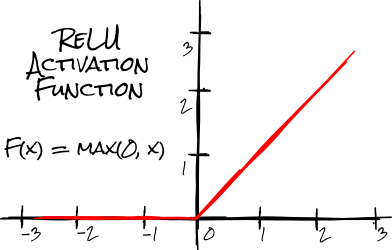 ReLU
Activation
Function
F(x) = max(0, x)
3
2
1
-3 -2 -1 0 1 2 3